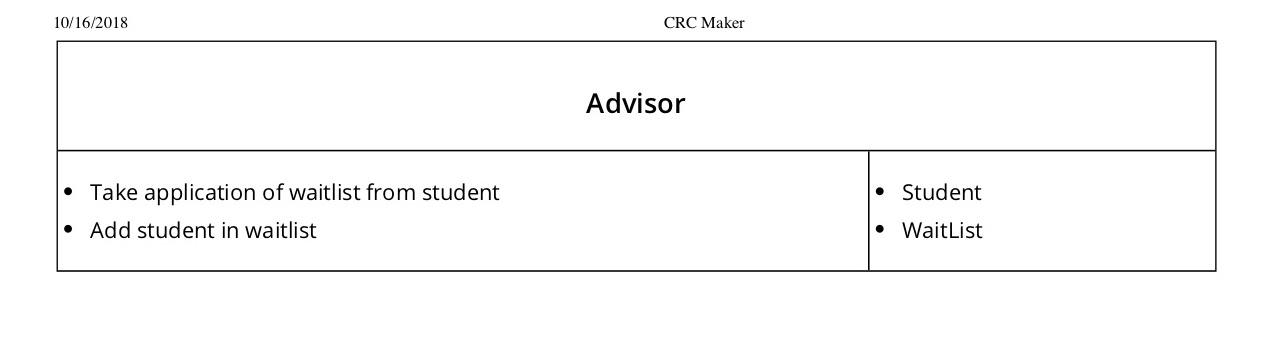 10/16/2018 CRC Maker
Advisor
• Take application of waitlist from student
• Add student in waitlist
• Student
• WaitList